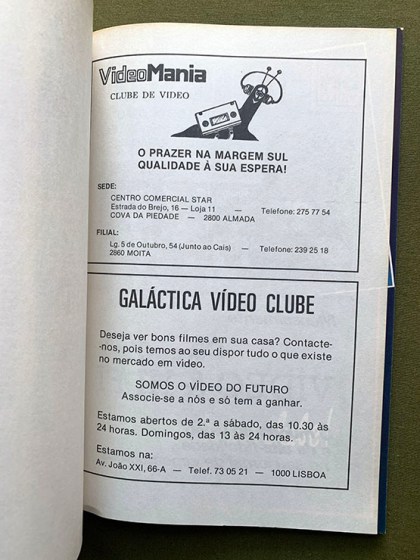 VideoMania
CLUBE DE VIDEO
O PRAZER NA MARGEM SUL
QUALIDADE À SUA ESPERA!
SEDE:
CENTRO COMERCIAL STAR
Estrada do Brejo, 16 — Loja 11 — Telefone: 275 77 54
COVA DA PIEDADE — 2800 ALMADA
FILIAL:
Lg. 5 de Outubro, 54 (Junto ao Cais) — Telefone: 239 25 18
2860 MOITA
GALÁCTICA VÍDEO CLUBE
Deseja ver bons filmes em sua casa? Contacte-
-nos, pois temos ao seu dispor tudo o que existe
no mercado em video.
SOMOS O VÍDEO DO FUTURO
Associe-se a nós e só tem a ganhar.
Estamos abertos de 2.ª a sábado, das 10.30 às
24 horas. Domingos, das 13 às 24 horas.
Estamos na:
Av. João XXI, 66-A — Telef. 73 05 21 — 1000 LISBOA